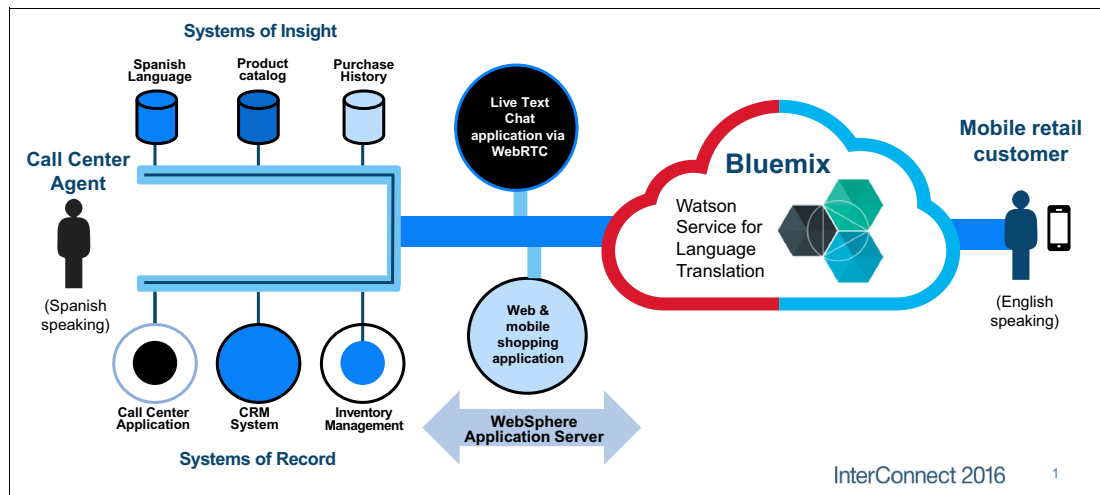 Systems of Insight
Spanish
Language
Product
catalog
Purchase
History
Call Center
Agent
(Spanish
speaking)
Live Text
Chat
application via
WebRTC
Bluemix
Watson
Service for
Language
Translation
Mobile retail
customer
(English
speaking)
Web &
mobile
shopping
application
Call Center
Application
CRM
System
Inventory
Management
WebSphere
Application Server
Systems of Record
InterConnect 2016
1